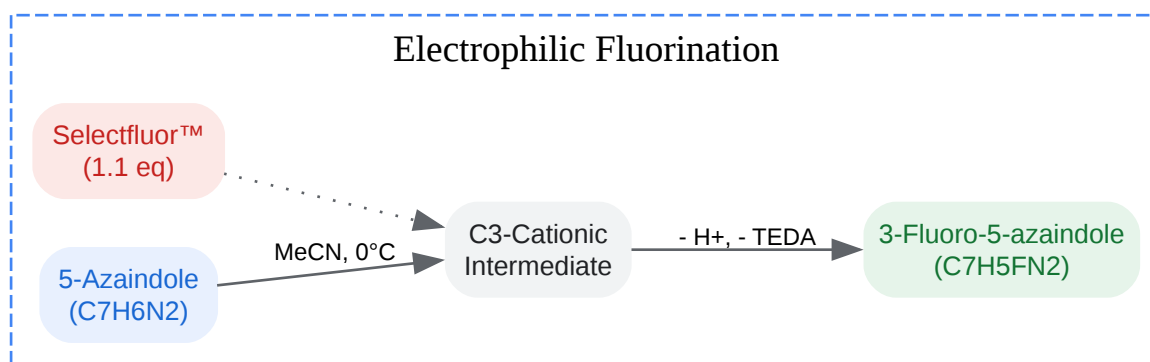 Electrophilic Fluorination
Selectfluor™
(1.1 eq)
5-Azaindole
(C7H6N2)
MeCN, 0°C
C3-Cationic
Intermediate
- H+, - TEDA
3-Fluoro-5-azaindole
(C7H5FN2)